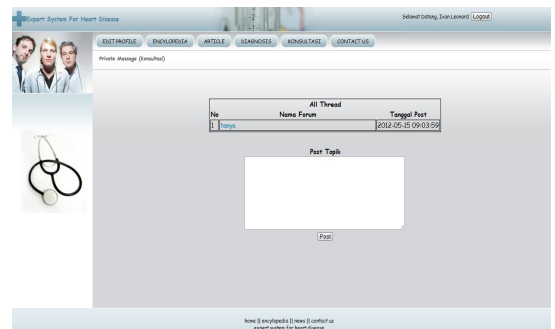 Expert System For Heart Disease
Selamat Datang, Ivan Leonard Logout
EDIT PROFILE ENCYLOPEDIA ARTICLE DIAGNOSIS KONSULTASI CONTACT US
Private Message (Konsultasi)
All Thread
No Nama Forum Tanggal Post
1 tanya 2012-05-15 09:03:59
Post Topik
Post
home || encylopedia || news || contact us
expert system for heart disease